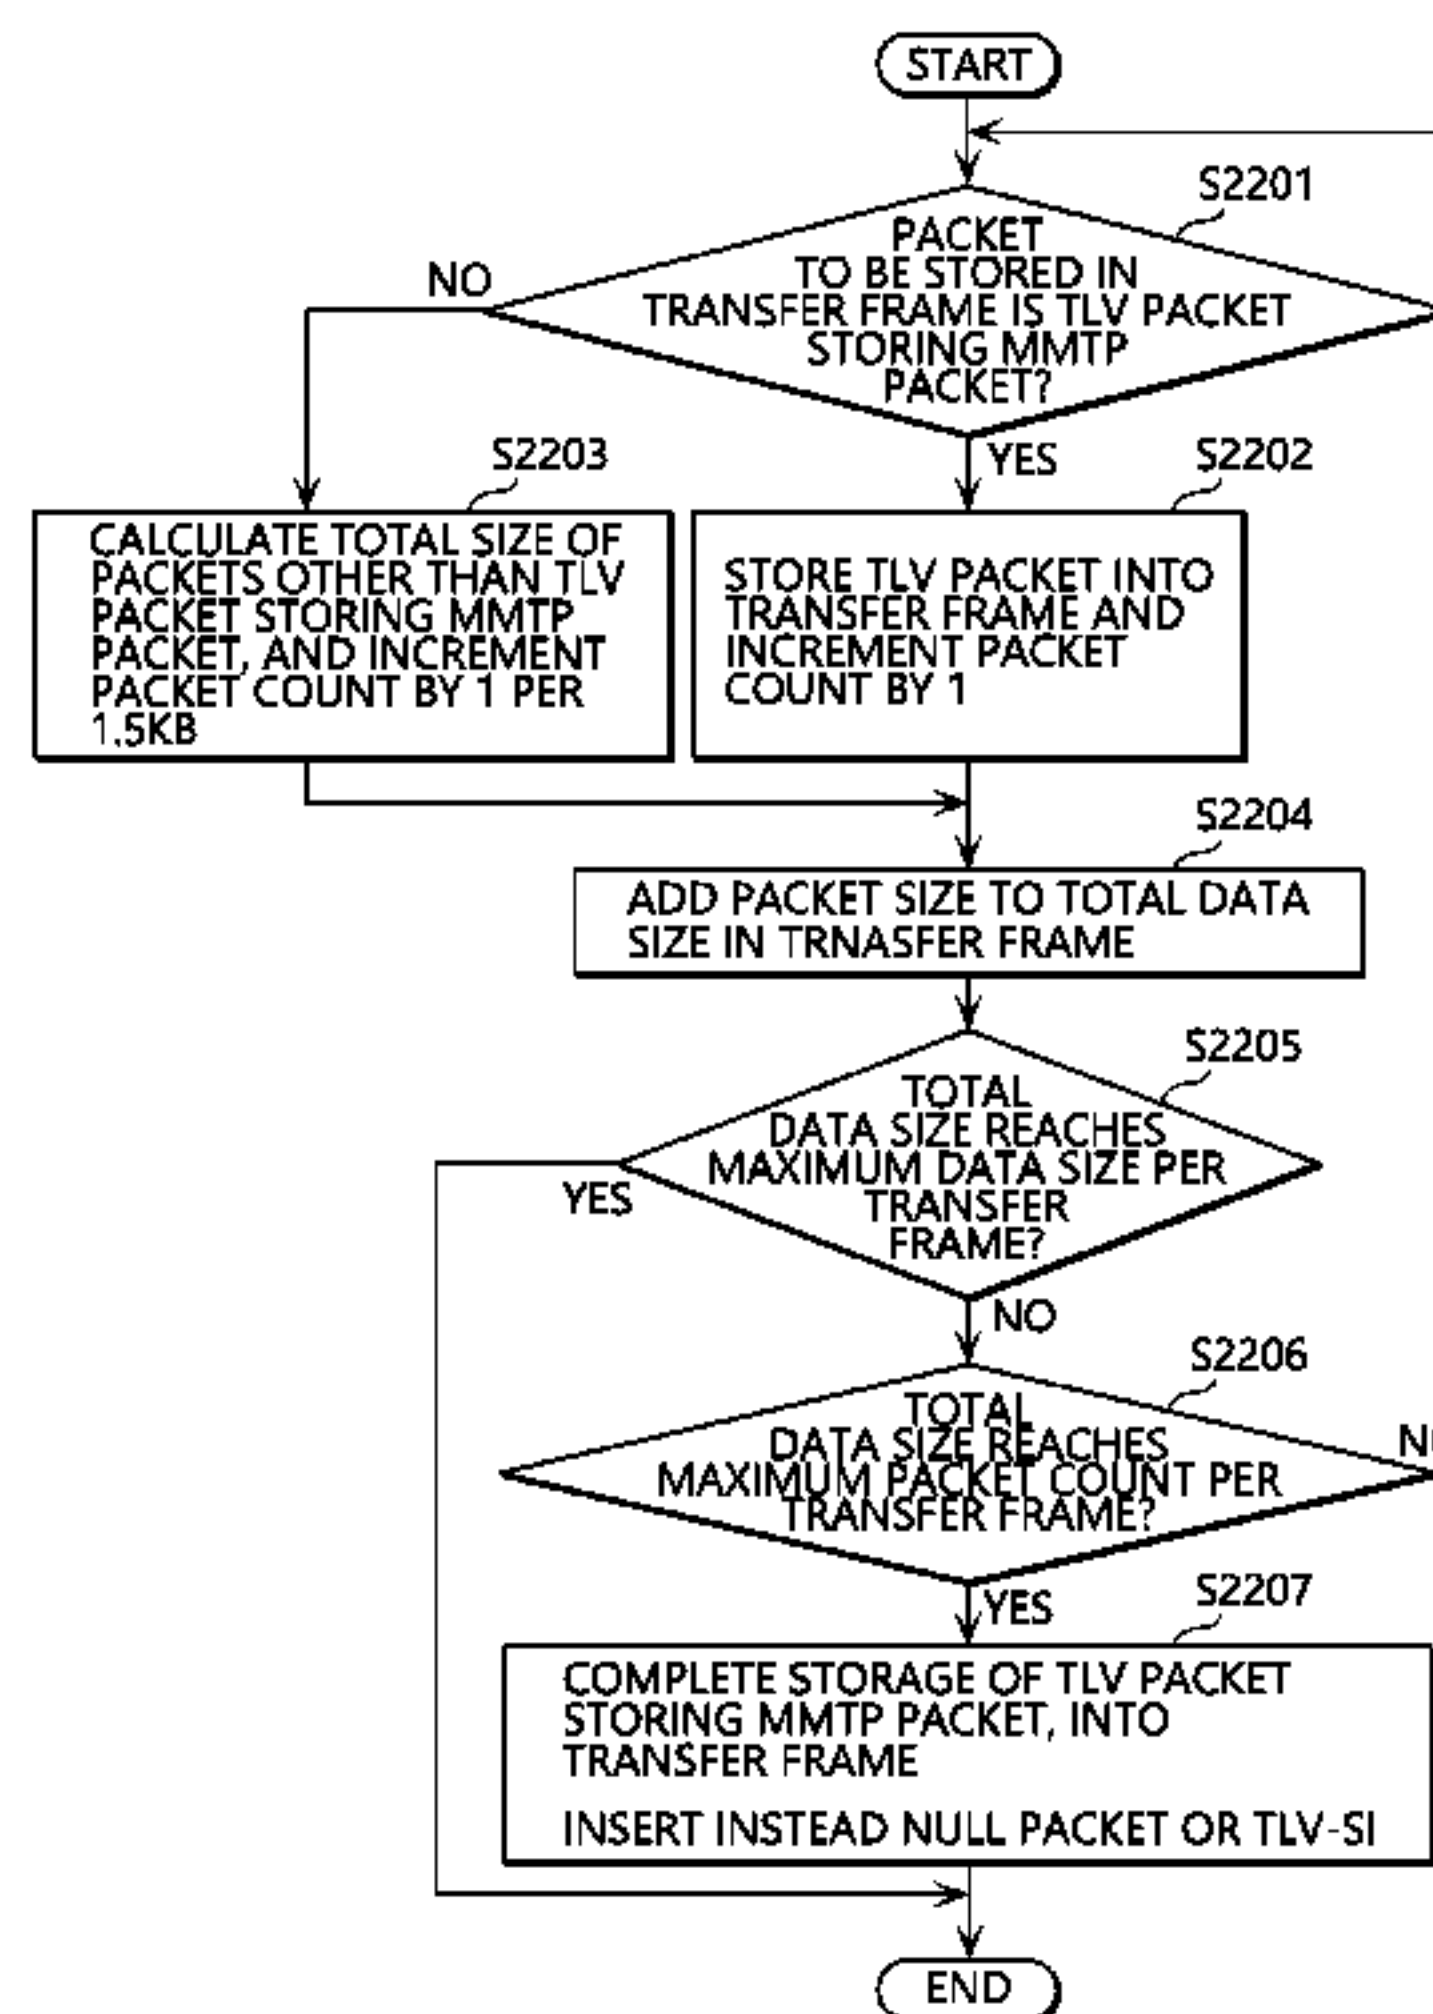 START
S2201
PACKET
TO BE STORED IN
TRANSFER FRAME IS TLV PACKET
STORING MMTP
PACKET?
NO
YES
S2203
CALCULATE TOTAL SIZE OF
PACKETS OTHER THAN TLV
PACKET STORING MMTP
PACKET, AND INCREMENT
PACKET COUNT BY 1 PER
1.5KB
S2202
STORE TLV PACKET INTO
TRANSFER FRAME AND
INCREMENT PACKET
COUNT BY 1
S2204
ADD PACKET SIZE TO TOTAL DATA
SIZE IN TRNASFER FRAME
S2205
TOTAL
DATA SIZE REACHES
MAXIMUM DATA SIZE PER
TRANSFER
FRAME?
YES
NO
S2206
TOTAL
DATA SIZE REACHES
MAXIMUM PACKET COUNT PER
TRANSFER FRAME?
YES
S2207
COMPLETE STORAGE OF TLV PACKET
STORING MMTP PACKET, INTO
TRANSFER FRAME
INSERT INSTEAD NULL PACKET OR TLV-SI
END